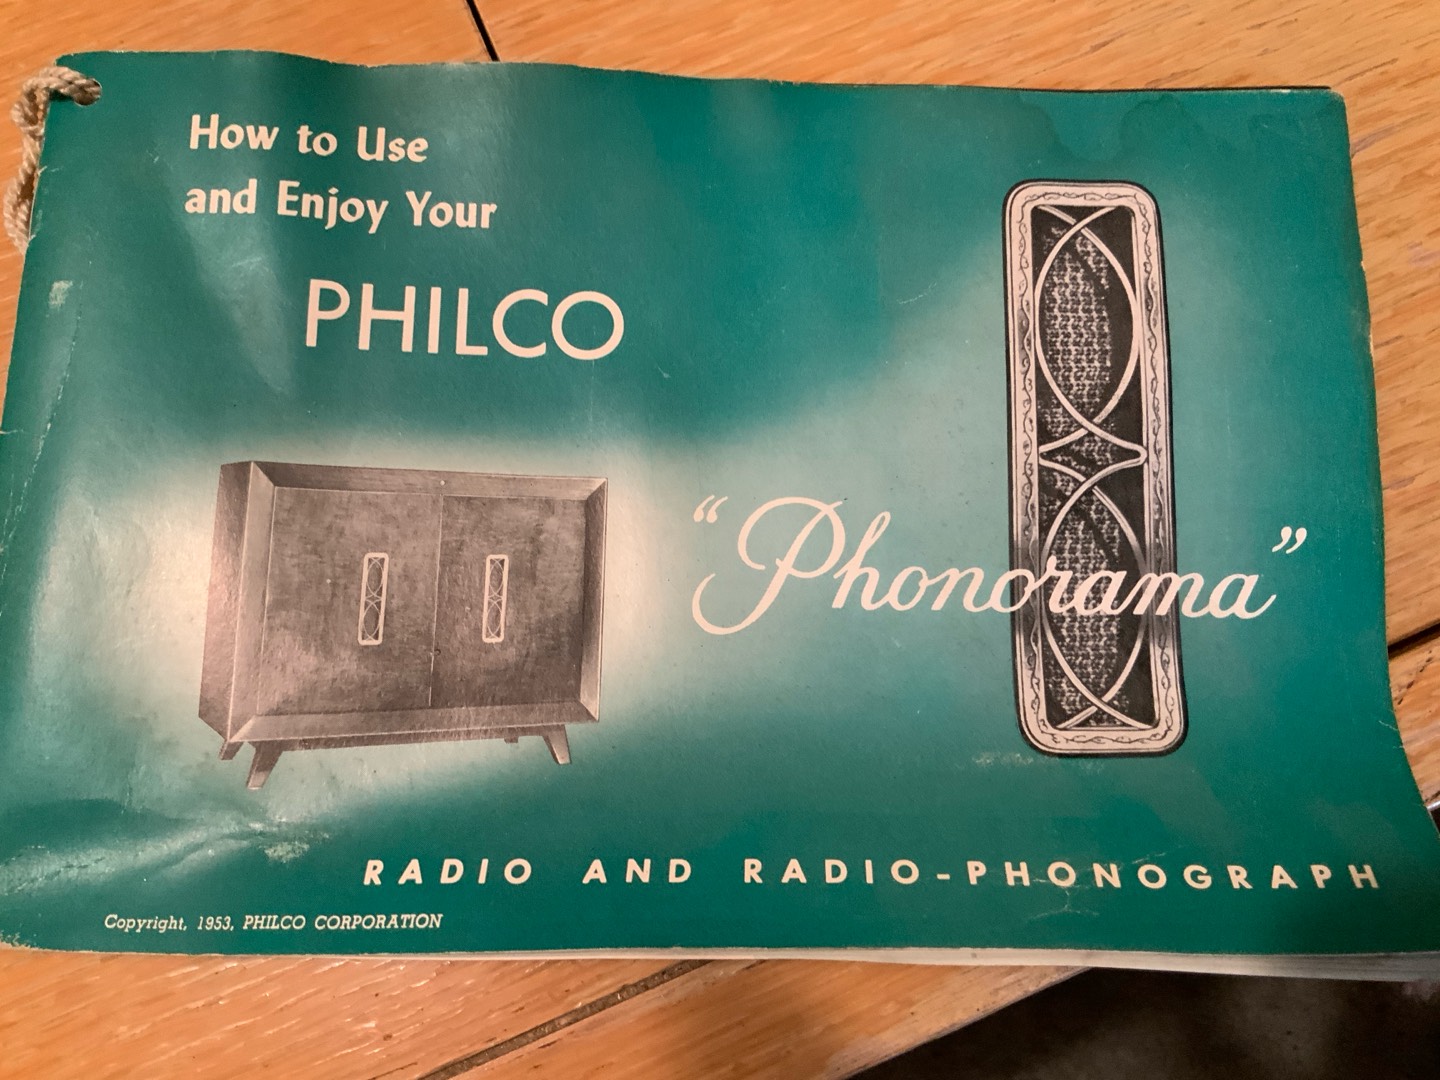 How to Use
and Enjoy Your
PHILCO
“Phonorama”
RADIO AND RADIO-PHONOGRAPH
Copyright, 1953, PHILCO CORPORATION